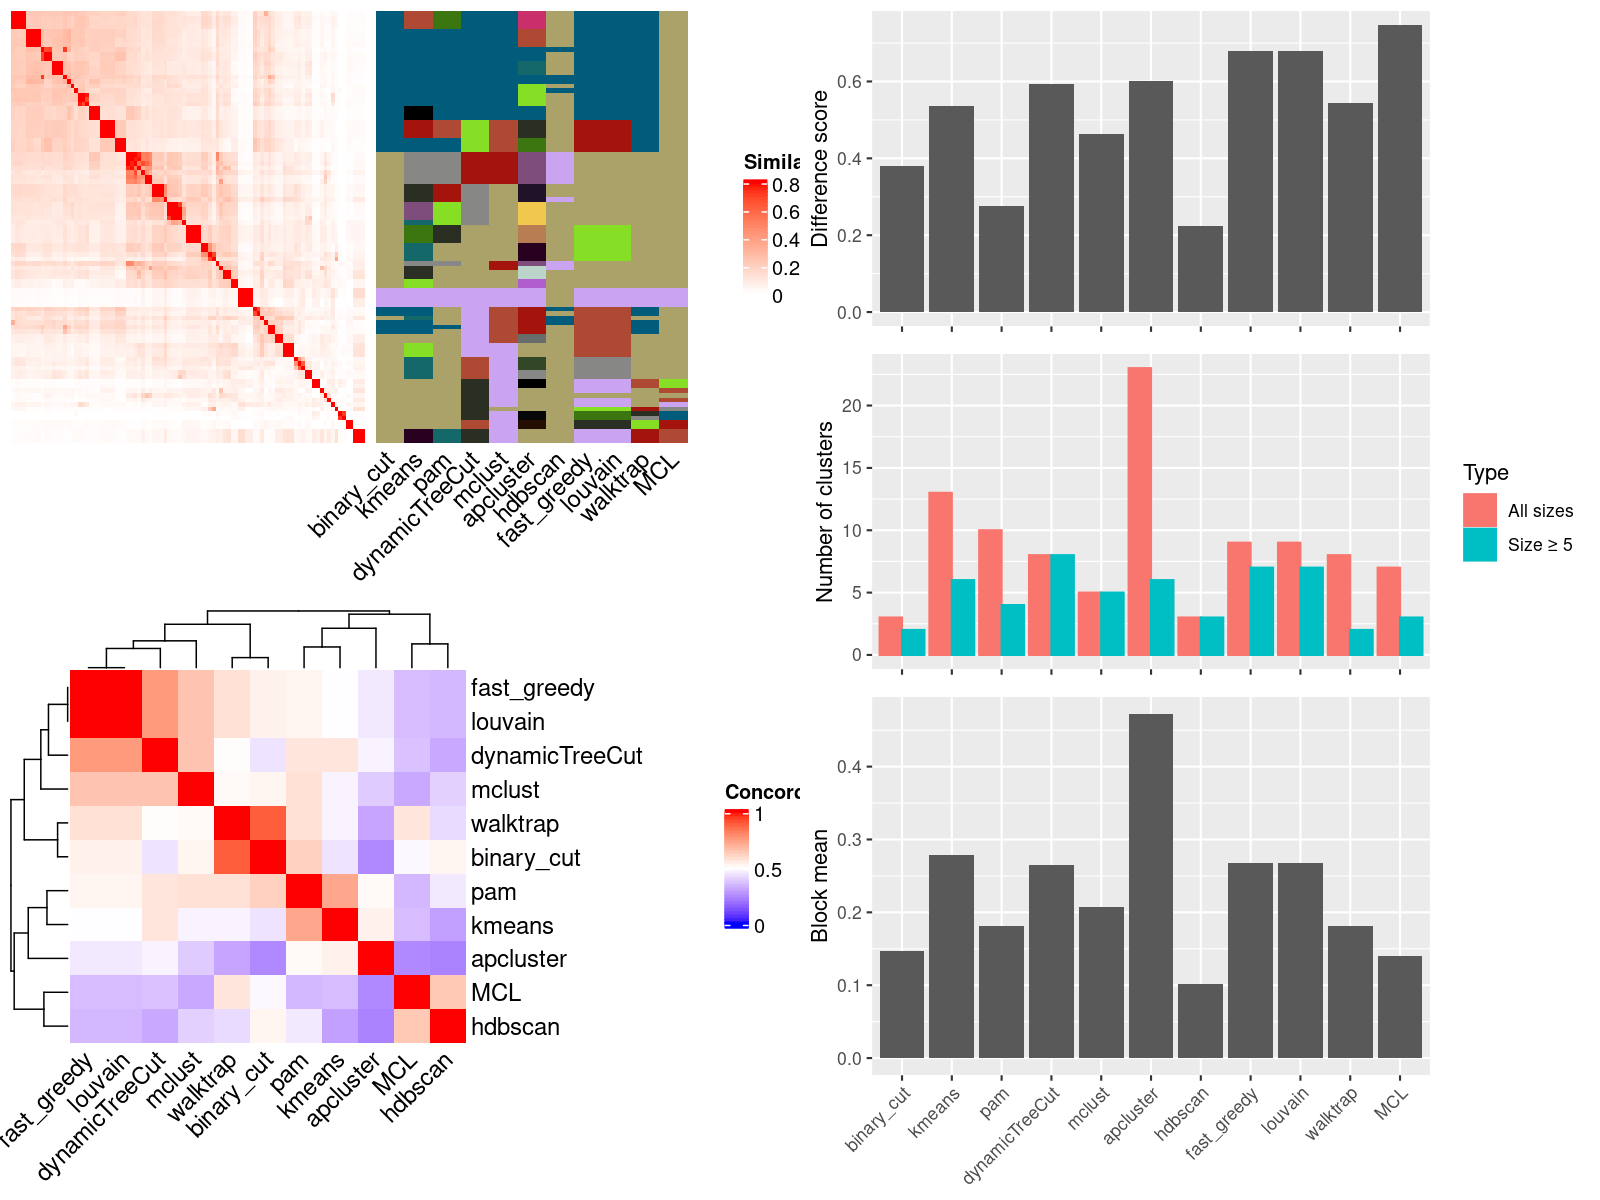 Simila
0.8
0.6
0.4
0.2
0
binary_cut
kmeans
pam
dynamicTreeCut
mclust
apcluster
hdbscan
fast_greedy
louvain
walktrap
MCL
fast_greedy
louvain
dynamicTreeCut
mclust
walktrap
binary_cut
pam
kmeans
apcluster
MCL
hdbscan
Concord
1
0.5
0
fast_greedy
louvain
dynamicTreeCut
mclust
walktrap
binary_cut
pam
kmeans
apcluster
MCL
hdbscan
Difference score
0.6
0.4
0.2
0.0
Number of clusters
20
15
10
5
0
Type
All sizes
Size ≥ 5
Block mean
0.4
0.3
0.2
0.1
0.0
binary_cut
kmeans
pam
dynamicTreeCut
mclust
apcluster
hdbscan
fast_greedy
louvain
walktrap
MCL